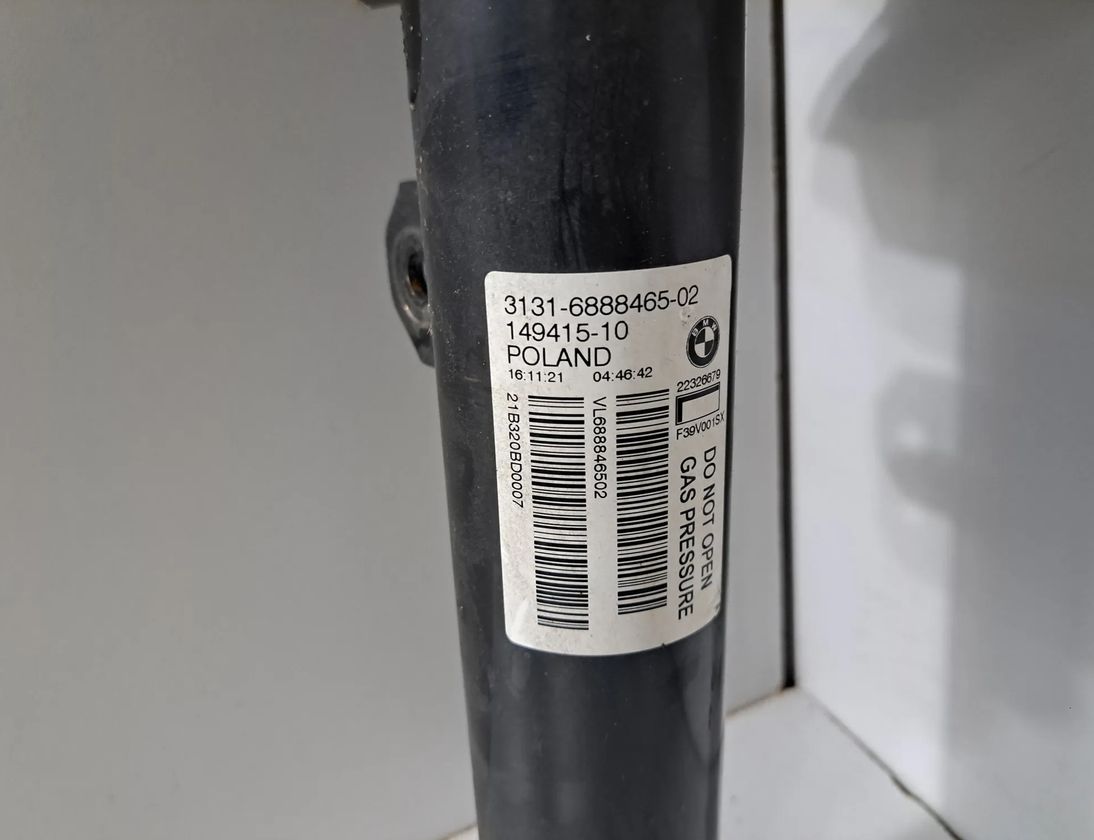 3131-6888465-02
149415-10
POLAND
BMW
16:11:21 04:46:42
22326679
F39V001SX
21B320BD0007
VL688846502
DO NOT OPEN
GAS PRESSURE